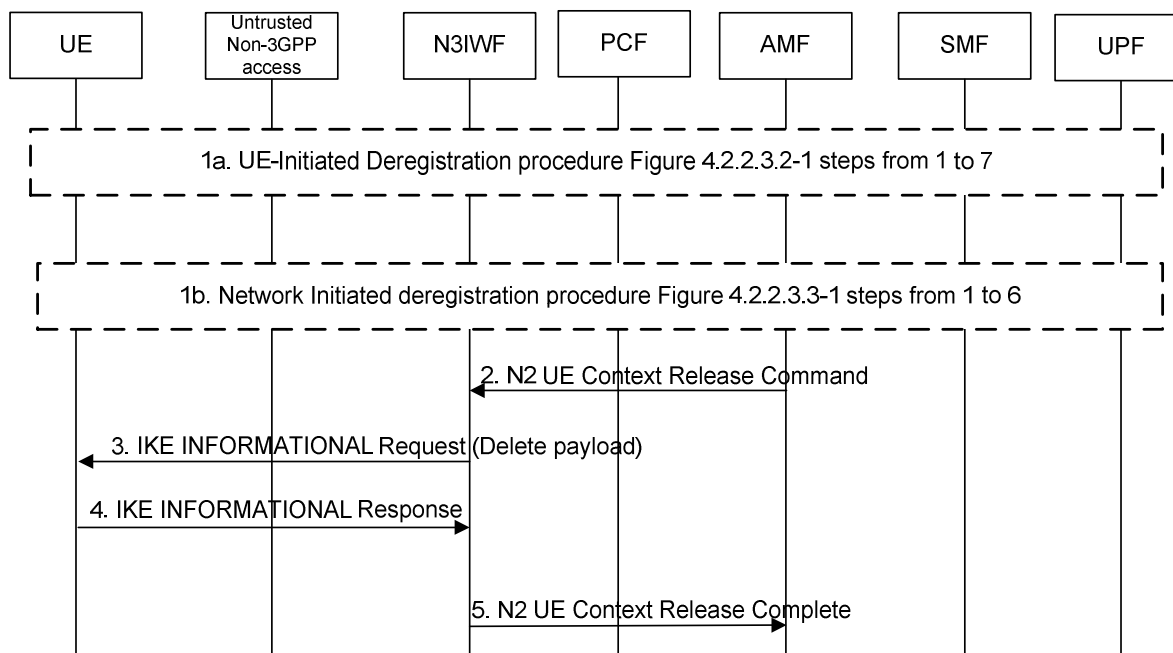 UE
Untrusted
Non-3GPP
access
N3IWF
PCF
AMF
SMF
UPF
1a. UE-Initiated Deregistration procedure Figure 4.2.2.3.2-1 steps from 1 to 7
1b. Network Initiated deregistration procedure Figure 4.2.2.3.3-1 steps from 1 to 6
2. N2 UE Context Release Command
3. IKE INFORMATIONAL Request (Delete payload)
4. IKE INFORMATIONAL Response
5. N2 UE Context Release Complete